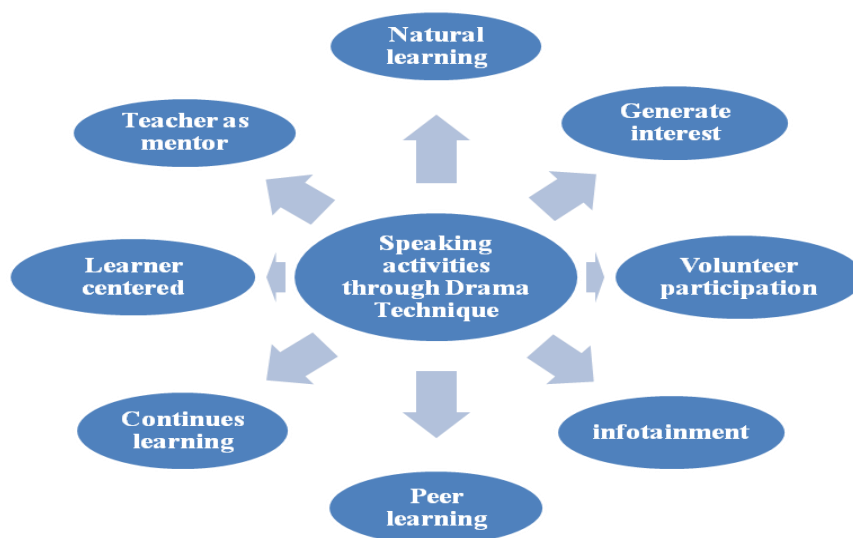 Natural
learning
Generate
interest
Teacher as
mentor
Speaking
activities
through Drama
Technique
Learner
centered
Volunteer
participation
Continues
learning
infotainment
Peer
learning